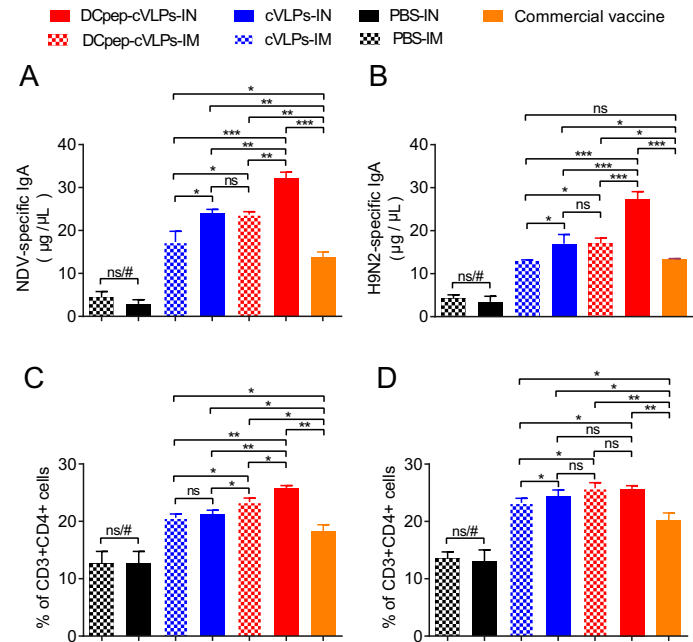 DCpep-cVLPs-IN cVLPs-IN PBS-IN Commercial vaccine
DCpep-cVLPs-IM cVLPs-IM PBS-IM
A
NDV-specific IgA
( μg / μL )
40
30
20
10
0
ns/#
*
ns
**
*
**
***
***
**
**
*
B
H9N2-specific IgA
( μg / μL )
40
30
20
10
0
ns/#
*
ns
***
*
***
***
***
*
*
ns
C
% of CD3+CD4+ cells
30
20
10
0
ns/#
ns
*
*
*
**
**
**
*
*
*
D
% of CD3+CD4+ cells
30
20
10
0
ns/#
*
ns
ns
*
ns
*
**
**
*
*